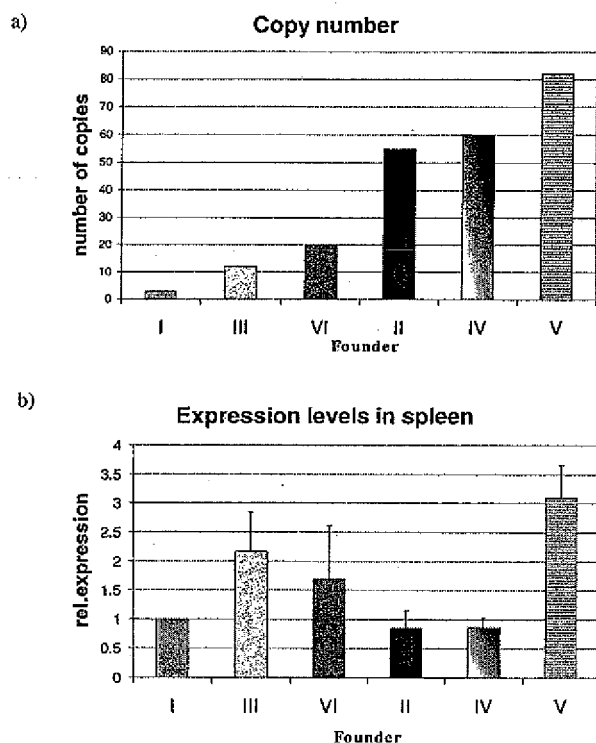 a)
Copy number
number of copies
90
80
70
60
50
40
30
20
10
0
I III VI II IV V
Founder
b)
Expression levels in spleen
rel.expression
4
3.5
3
2.5
2
1.5
1
0.5
0
I III VI II IV V
Founder